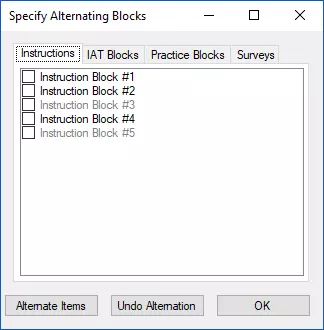 Specify Alternating Blocks
Instructions IAT Blocks Practice Blocks Surveys
Instruction Block #1
Instruction Block #2
Instruction Block #3
Instruction Block #4
Instruction Block #5
Alternate Items Undo Alternation OK